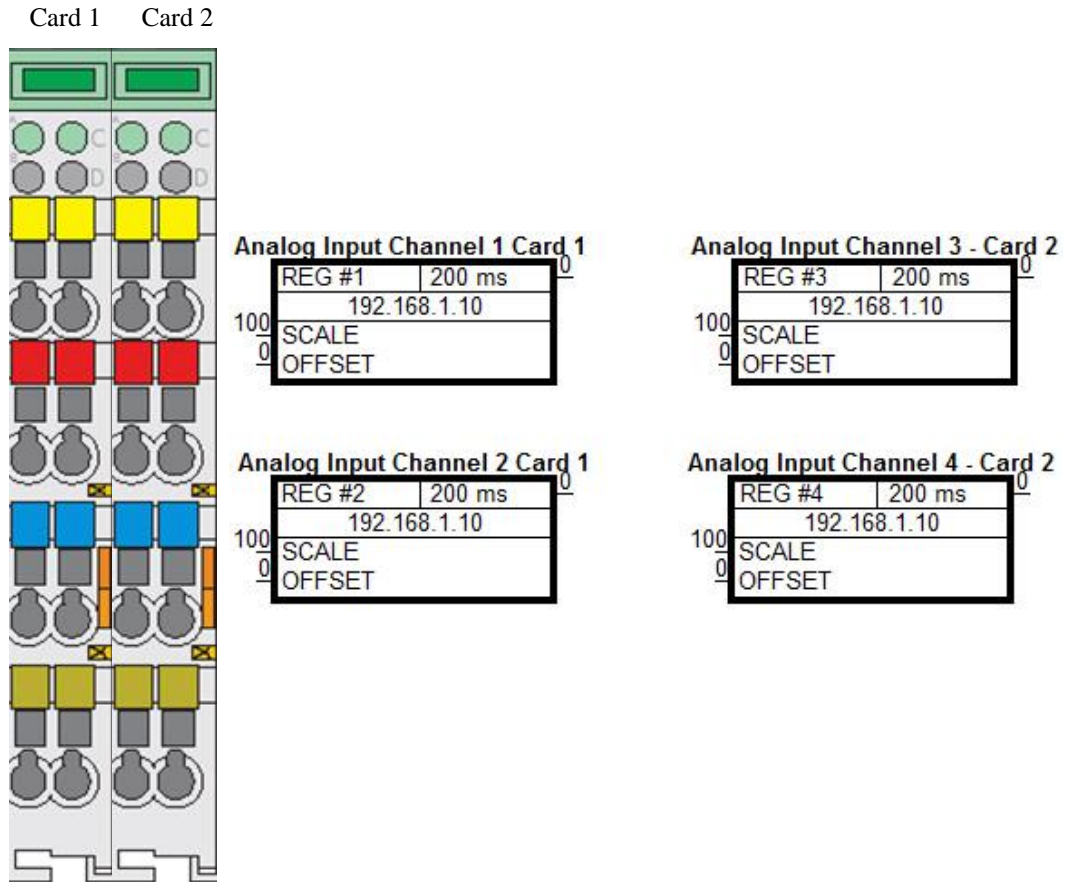 Card 1 Card 2
A C A C
B D B D
Analog Input Channel 1 Card 1
0
REG #1 200 ms
192.168.1.10
100 SCALE
0 OFFSET
Analog Input Channel 3 - Card 2
0
REG #3 200 ms
192.168.1.10
100 SCALE
0 OFFSET
Analog Input Channel 2 Card 1
0
REG #2 200 ms
192.168.1.10
100 SCALE
0 OFFSET
Analog Input Channel 4 - Card 2
0
REG #4 200 ms
192.168.1.10
100 SCALE
0 OFFSET